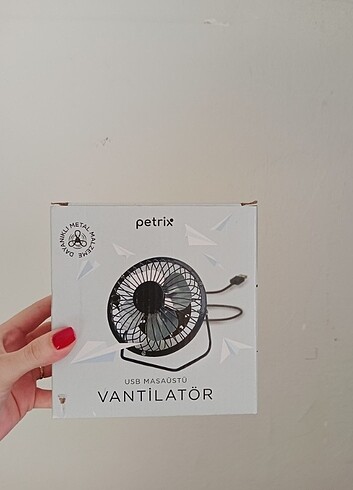 petrix
DAYANIKLI METAL MALZEME
USB MASAÜSTÜ
VANTİLATÖR